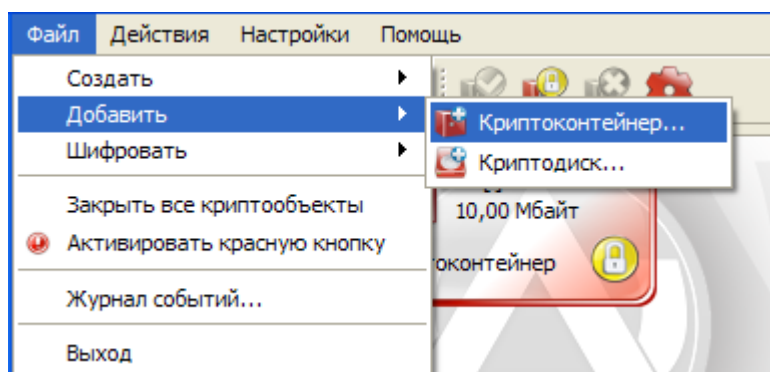 Файл Действия Настройки Помощь
Создать
Добавить
Криптоконтейнер...
Шифровать
Криптодиск...
Закрыть все криптообъекты
10,00 Мбайт
Активировать красную кнопку
оконтейнер
Журнал событий...
Выход